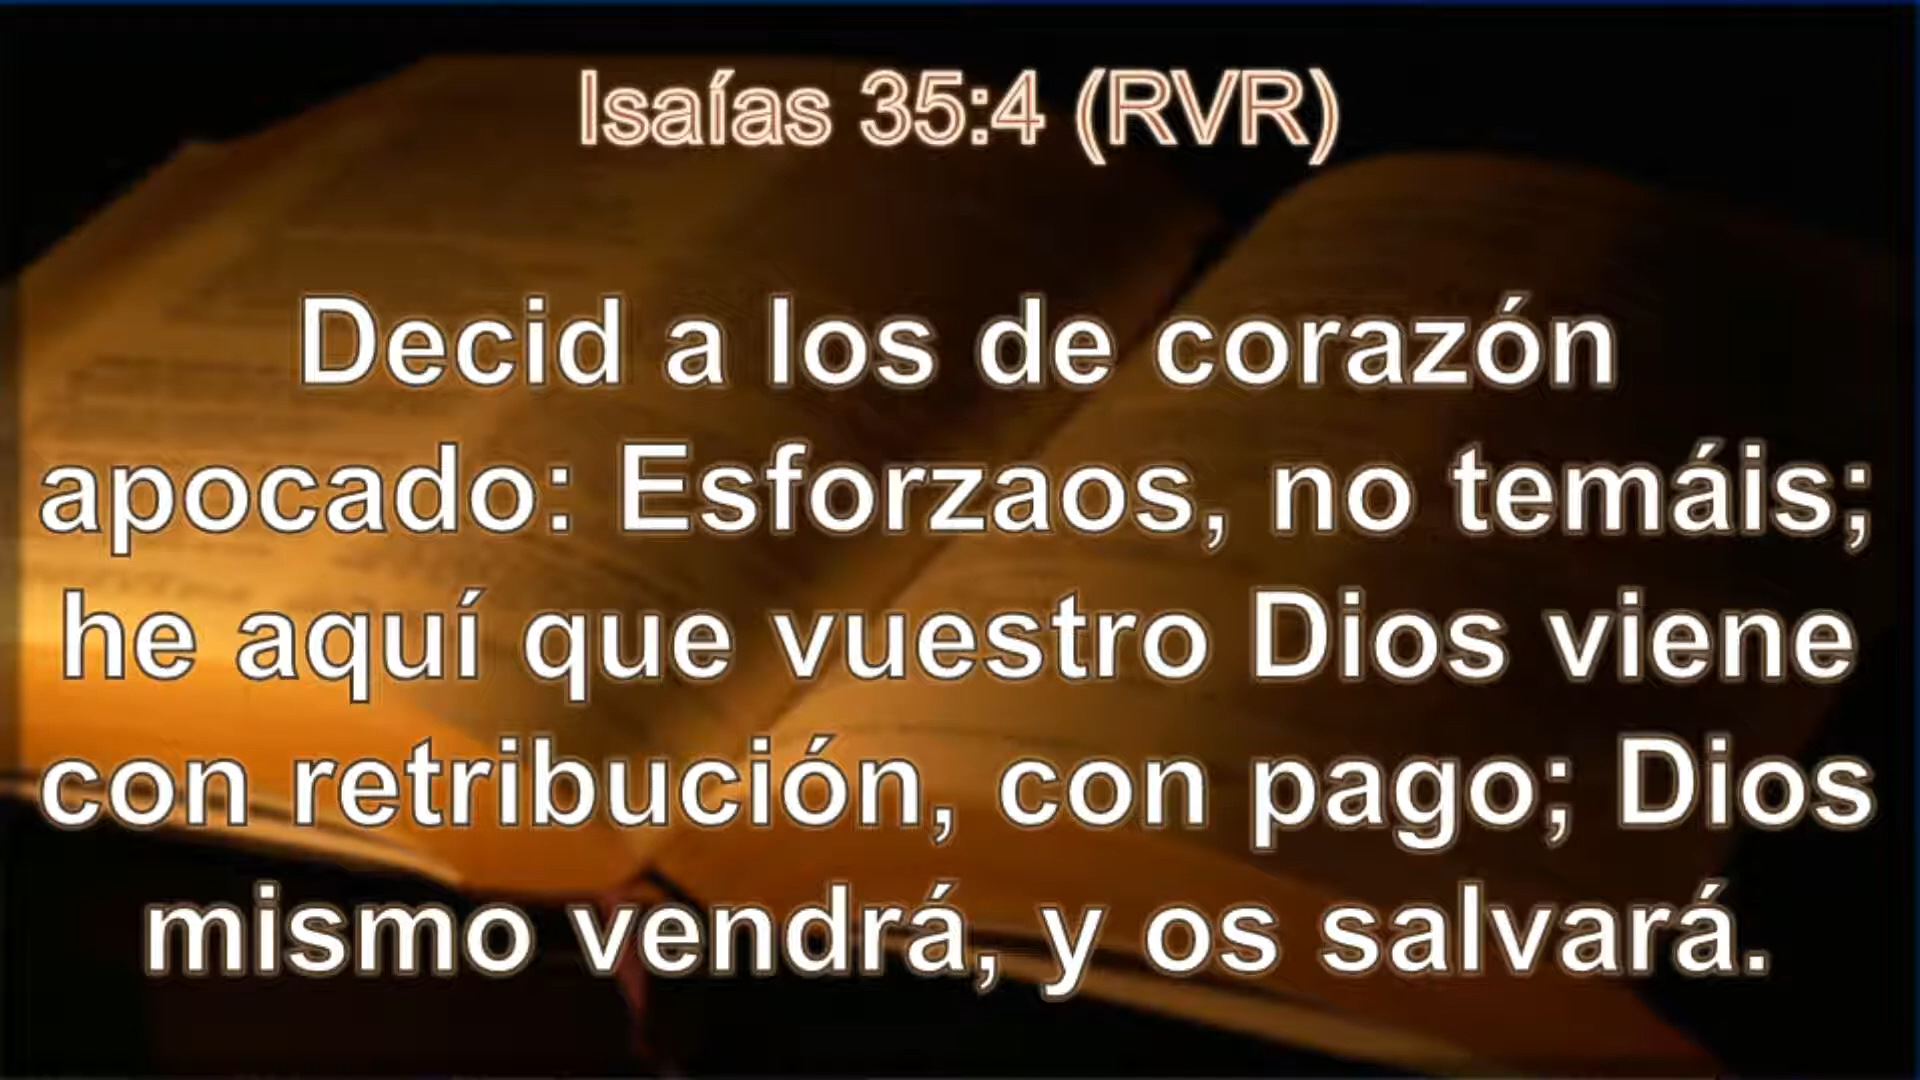 Isaías 35:4 (RVR)
Decid a los de corazón
apocado: Esforzaos, no temáis;
he aquí que vuestro Dios viene
con retribución, con pago; Dios
mismo vendrá, y os salvará.